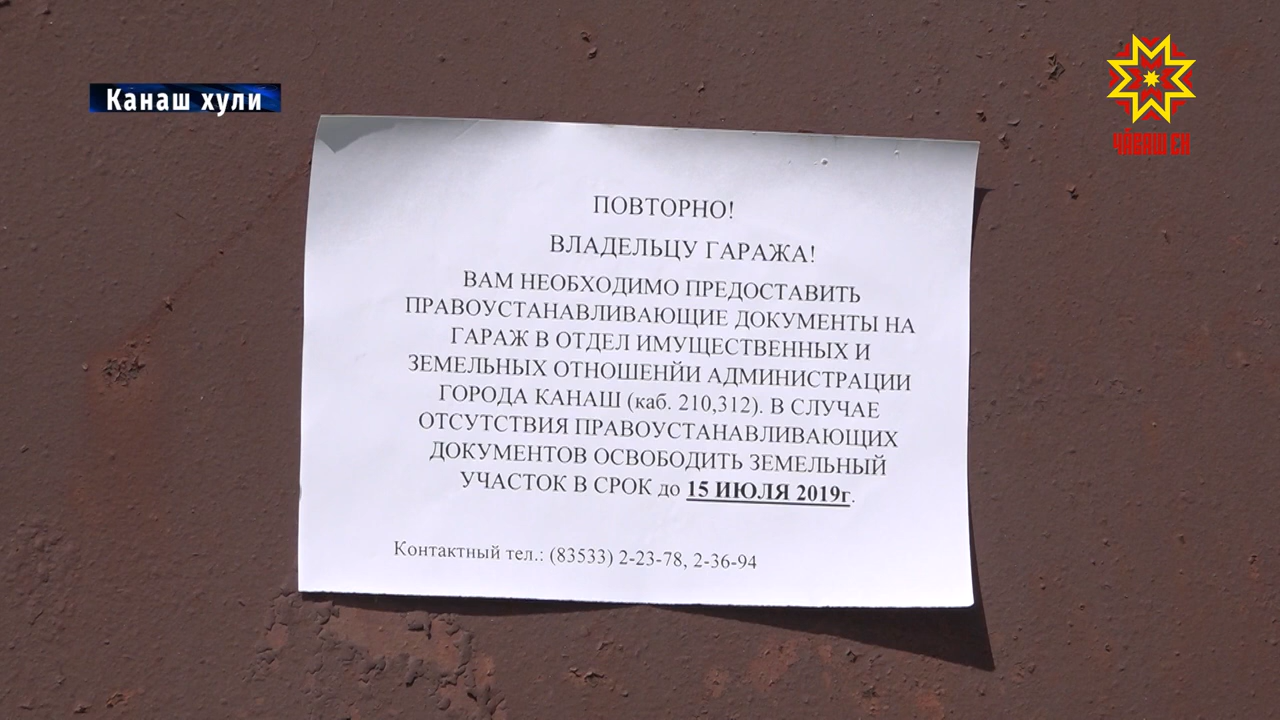 Канаш хули
ЧӐВАШ ЕН
ПОВТОРНО!
ВЛАДЕЛЬЦУ ГАРАЖА!
ВАМ НЕОБХОДИМО ПРЕДОСТАВИТЬ
ПРАВОУСТАНАВЛИВАЮЩИЕ ДОКУМЕНТЫ НА
ГАРАЖ В ОТДЕЛ ИМУЩЕСТВЕННЫХ И
ЗЕМЕЛЬНЫХ ОТНОШЕНЙИ АДМИНИСТРАЦИИ
ГОРОДА КАНАШ (каб. 210,312). В СЛУЧАЕ
ОТСУТСТВИЯ ПРАВОУСТАНАВЛИВАЮЩИХ
ДОКУМЕНТОВ ОСВОБОДИТЬ ЗЕМЕЛЬНЫЙ
УЧАСТОК В СРОК до 15 ИЮЛЯ 2019г.
Контактный тел.: (83533) 2-23-78, 2-36-94